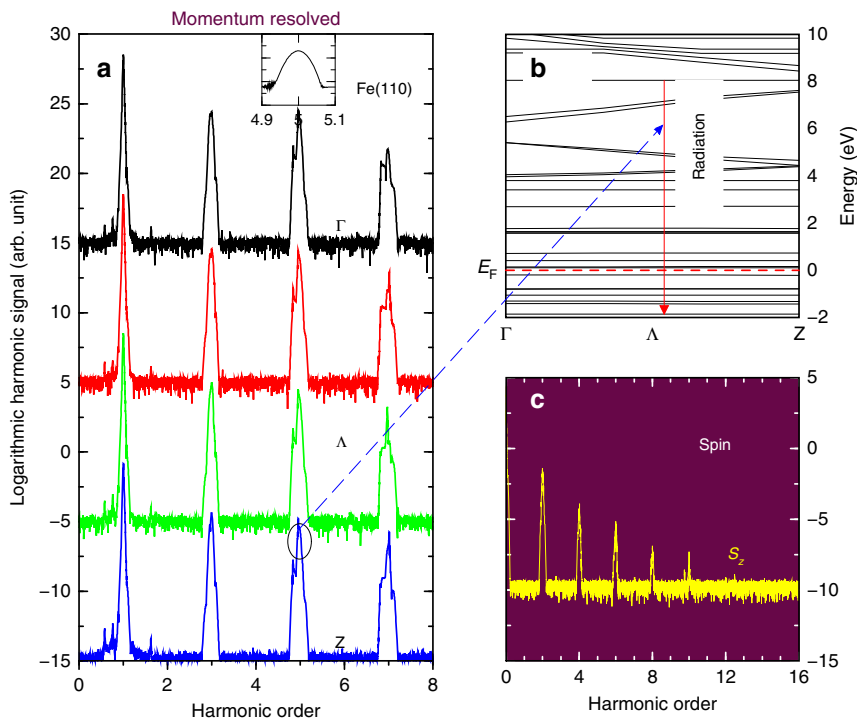 Momentum resolved
a
Fe(110)
4.9 5 5.1
Γ
Λ
Z
30
25
20
15
10
5
0
−5
−10
−15
Logarithmic harmonic signal (arb. unit)
0 2 4 6 8
Harmonic order
b
Radiation
E_F
10
8
6
4
2
0
−2
Energy (eV)
Γ Λ Z
c
Spin
S_z
5
0
−5
−10
−15
0 4 8 12 16
Harmonic order